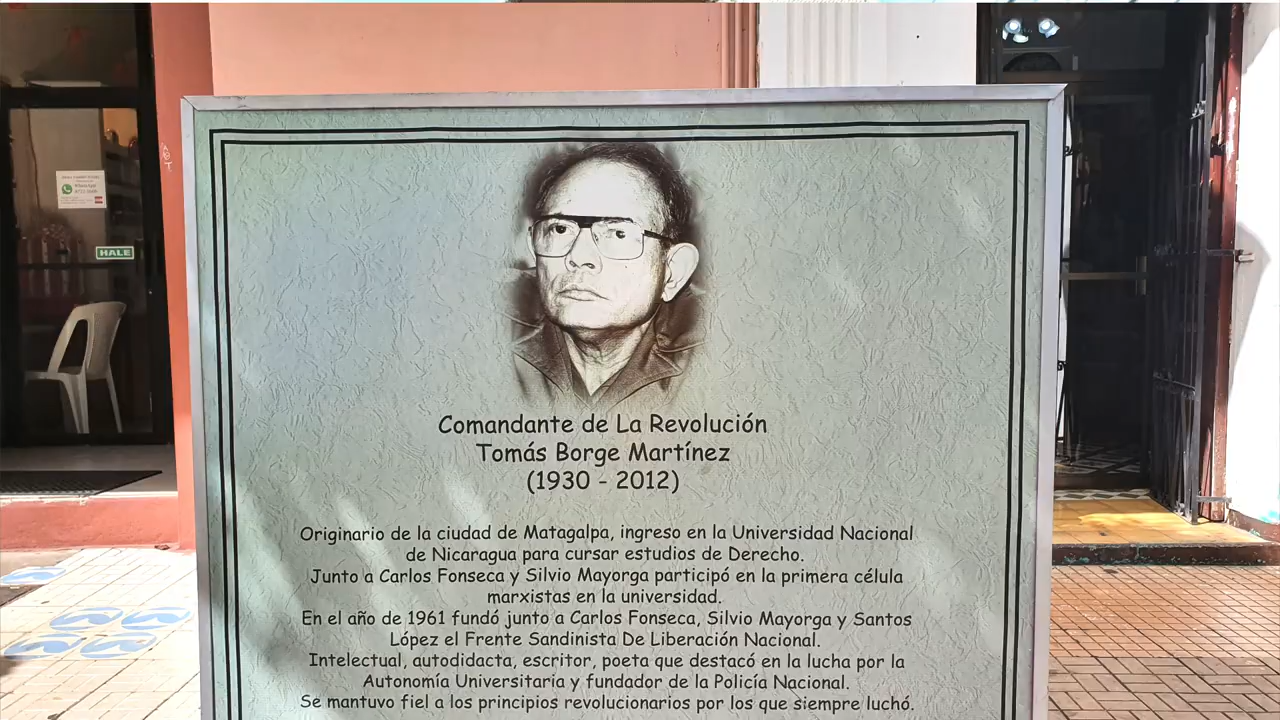 HALE
WhatsApp
Comandante de La Revolución
Tomás Borge Martínez
(1930 - 2012)
Originario de la ciudad de Matagalpa, ingreso en la Universidad Nacional
de Nicaragua para cursar estudios de Derecho.
Junto a Carlos Fonseca y Silvio Mayorga participó en la primera célula
marxistas en la universidad.
En el año de 1961 fundó junto a Carlos Fonseca, Silvio Mayorga y Santos
López el Frente Sandinista De Liberación Nacional.
Intelectual, autodidacta, escritor, poeta que destacó en la lucha por la
Autonomía Universitaria y fundador de la Policía Nacional.
Se mantuvo fiel a los principios revolucionarios por los que siempre luchó.